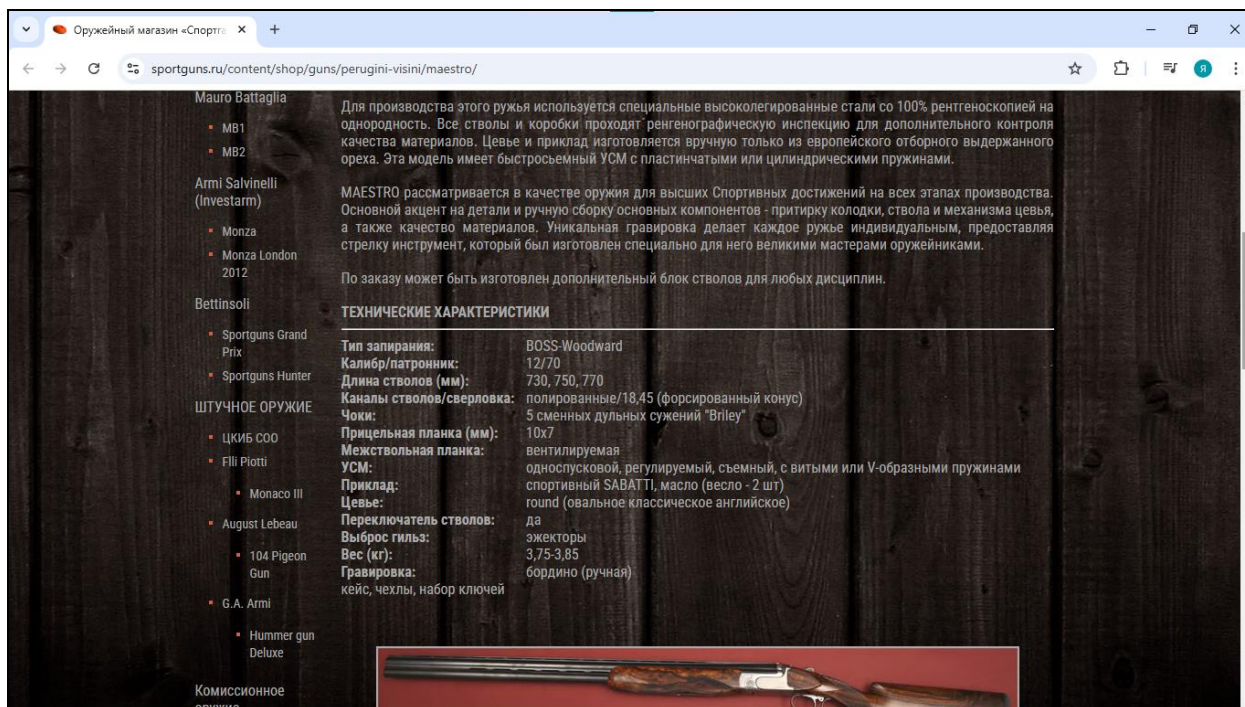 Оружейный магазин «Спортга
sportguns.ru/content/shop/guns/perugini-visini/maestro/
Я
Mauro Battaglia
MB1
MB2
Armi Salvinelli
(Investarm)
Monza
Monza London
2012
Bettinsoli
Sportguns Grand
Prix
Sportguns Hunter
ШТУЧНОЕ ОРУЖИЕ
ЦКИБ СОО
Flli Piotti
Monaco III
August Lebeau
104 Pigeon
Gun
G.A. Armi
Hummer gun
Deluxe
Комиссионное
оружие
Для производства этого ружья используется специальные высоколегированные стали со 100% рентгеноскопией на
однородность. Все стволы и коробки проходят ренгенографическую инспекцию для дополнительного контроля
качества материалов. Цевье и приклад изготовляется вручную только из европейского отборного выдержанного
ореха. Эта модель имеет быстросьемный УСМ с пластинчатыми или цилиндрическими пружинами.
MAESTRO рассматривается в качестве оружия для высших Спортивных достижений на всех этапах производства.
Основной акцент на детали и ручную сборку основных компонентов - притирку колодки, ствола и механизма цевья,
а также качество материалов. Уникальная гравировка делает каждое ружье индивидуальным, предоставляя
стрелку инструмент, который был изготовлен специально для него великими мастерами оружейниками.
По заказу может быть изготовлен дополнительный блок стволов для любых дисциплин.
ТЕХНИЧЕСКИЕ ХАРАКТЕРИСТИКИ
Тип запирания: BOSS-Woodward
Калибр/патронник: 12/70
Длина стволов (мм): 730, 750, 770
Каналы стволов/сверловка: полированные/18,45 (форсированный конус)
Чоки: 5 сменных дульных сужений "Briley"
Прицельная планка (мм): 10x7
Межствольная планка: вентилируемая
УСМ: односпусковой, регулируемый, съемный, с витыми или V-образными пружинами
Приклад: спортивный SABATTI, масло (весло - 2 шт)
Цевье: round (овальное классическое английское)
Переключатель стволов: да
Выброс гильз: эжекторы
Вес (кг): 3,75-3,85
Гравировка: бордино (ручная)
кейс, чехлы, набор ключей